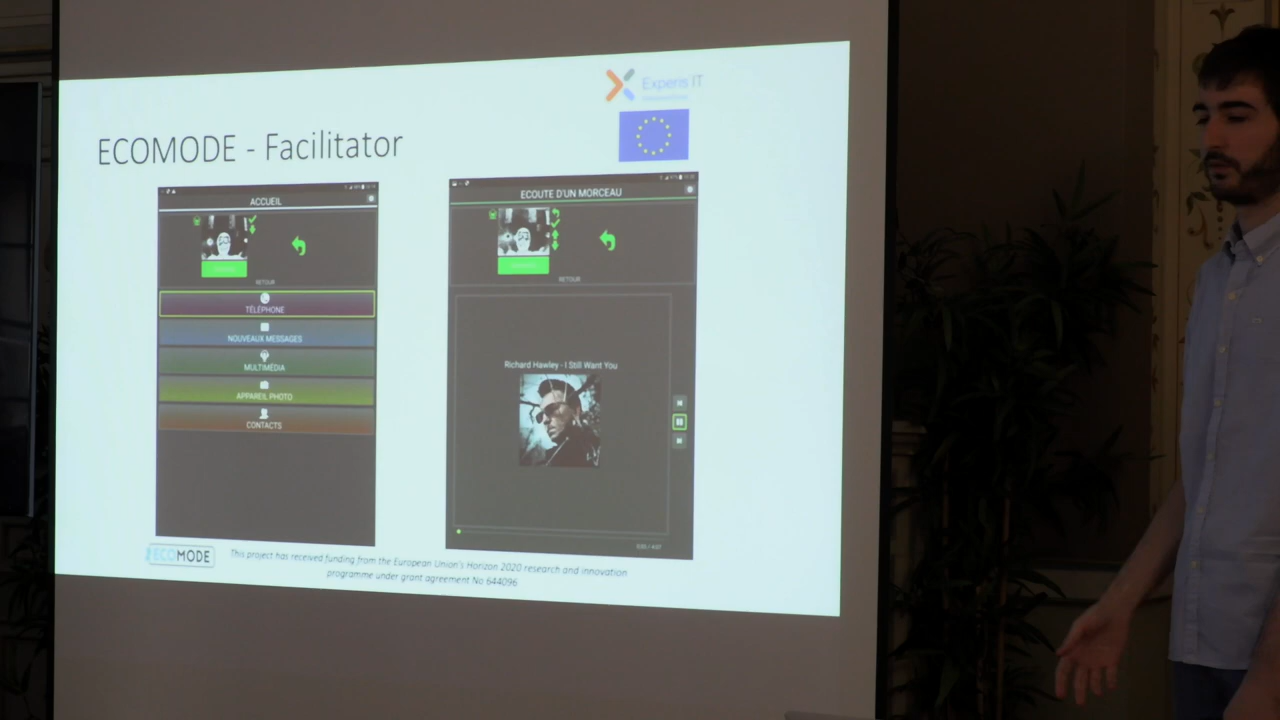 Experis IT
ECOMODE - Facilitator
ACCUEIL
RETOUR
TÉLÉPHONE
NOUVEAUX MESSAGES
MULTIMÉDIA
APPAREIL PHOTO
CONTACTS
ECOUTE D'UN MORCEAU
RETOUR
Richard Hawley - I Still Want You
ECOMODE
This project has received funding from the European Union's Horizon 2020 research and innovation
programme under grant agreement No 644096